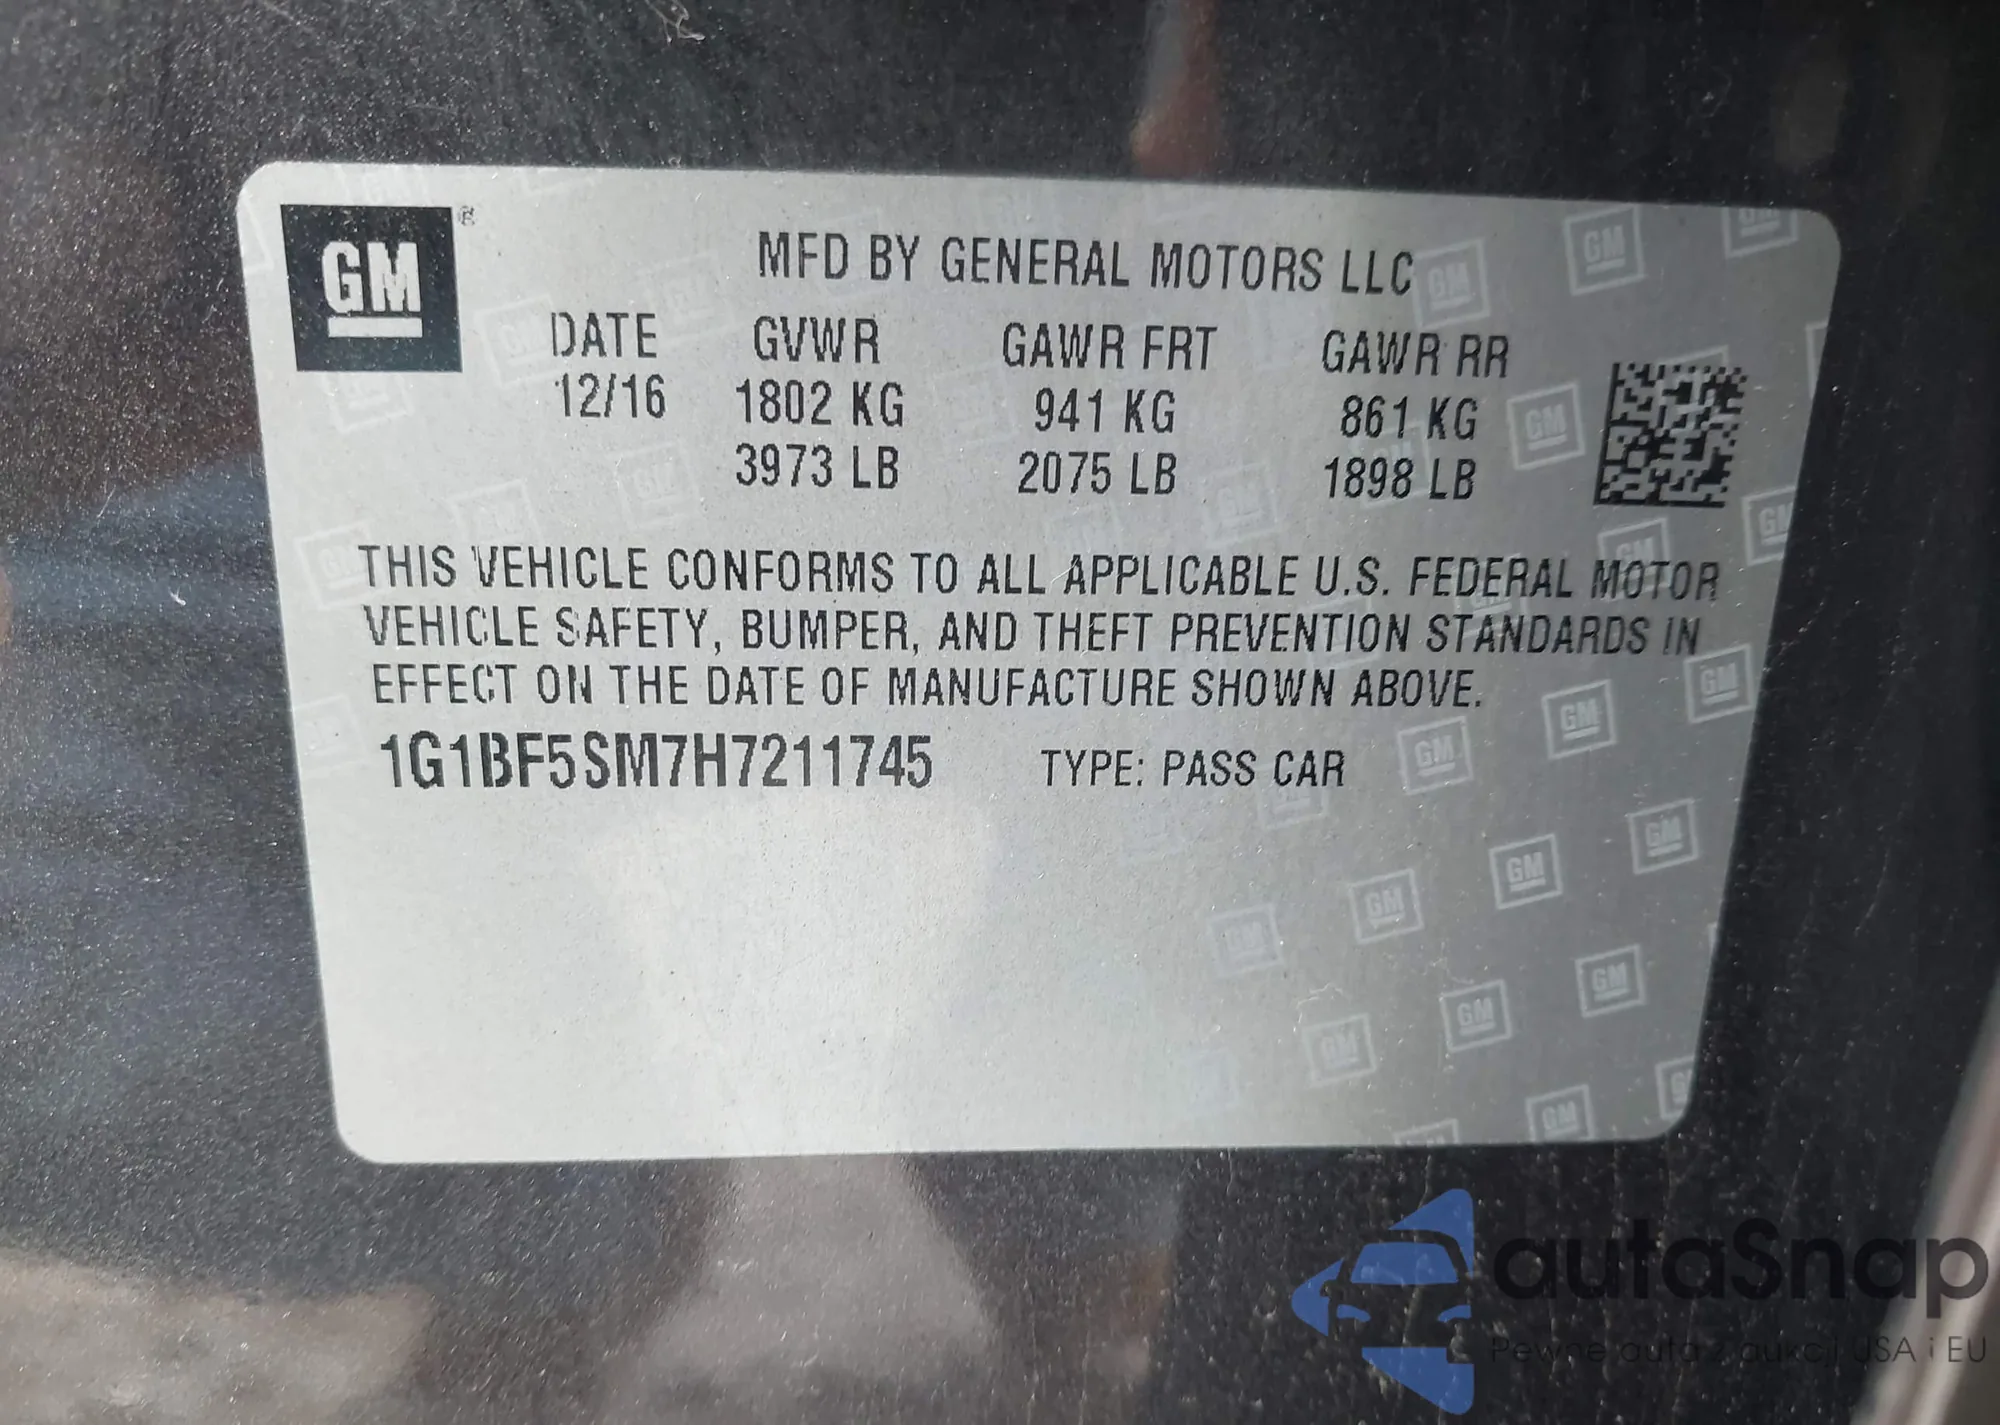 GM®
MFD BY GENERAL MOTORS LLC
DATE GVWR GAWR FRT GAWR RR
12/16 1802 KG 941 KG 861 KG
3973 LB 2075 LB 1898 LB
THIS VEHICLE CONFORMS TO ALL APPLICABLE U.S. FEDERAL MOTOR
VEHICLE SAFETY, BUMPER, AND THEFT PREVENTION STANDARDS IN
EFFECT ON THE DATE OF MANUFACTURE SHOWN ABOVE.
1G1BF5SM7H7211745 TYPE: PASS CAR
autaSnap
Pewne auta z aukcji USA i EU